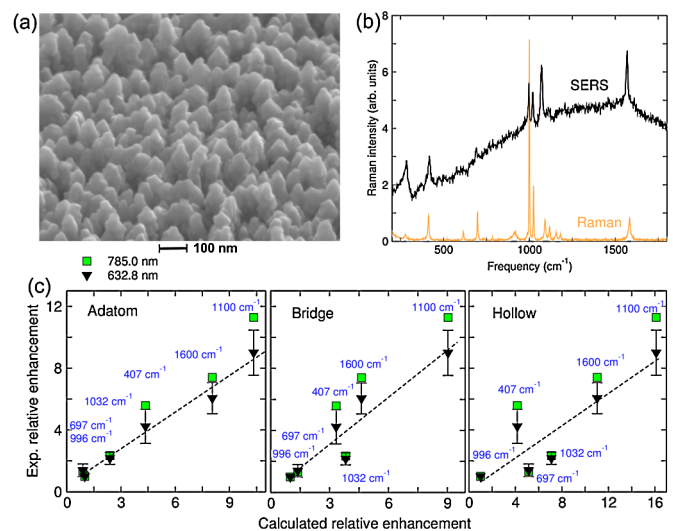 (a)
100 nm
(b)
Raman intensity (arb. units)
8
6
4
2
0
SERS
Raman
500
1000
1500
Frequency (cm⁻¹)
785.0 nm
632.8 nm
(c)
Exp. relative enhancement
12
8
4
0
Adatom
1100 cm⁻¹
1600 cm⁻¹
407 cm⁻¹
1032 cm⁻¹
697 cm⁻¹
996 cm⁻¹
0 3 6 9
Bridge
1100 cm⁻¹
1600 cm⁻¹
407 cm⁻¹
697 cm⁻¹
996 cm⁻¹
1032 cm⁻¹
0 3 6 9
Hollow
1100 cm⁻¹
1600 cm⁻¹
407 cm⁻¹
996 cm⁻¹
1032 cm⁻¹
697 cm⁻¹
0 4 8 12 16
Calculated relative enhancement